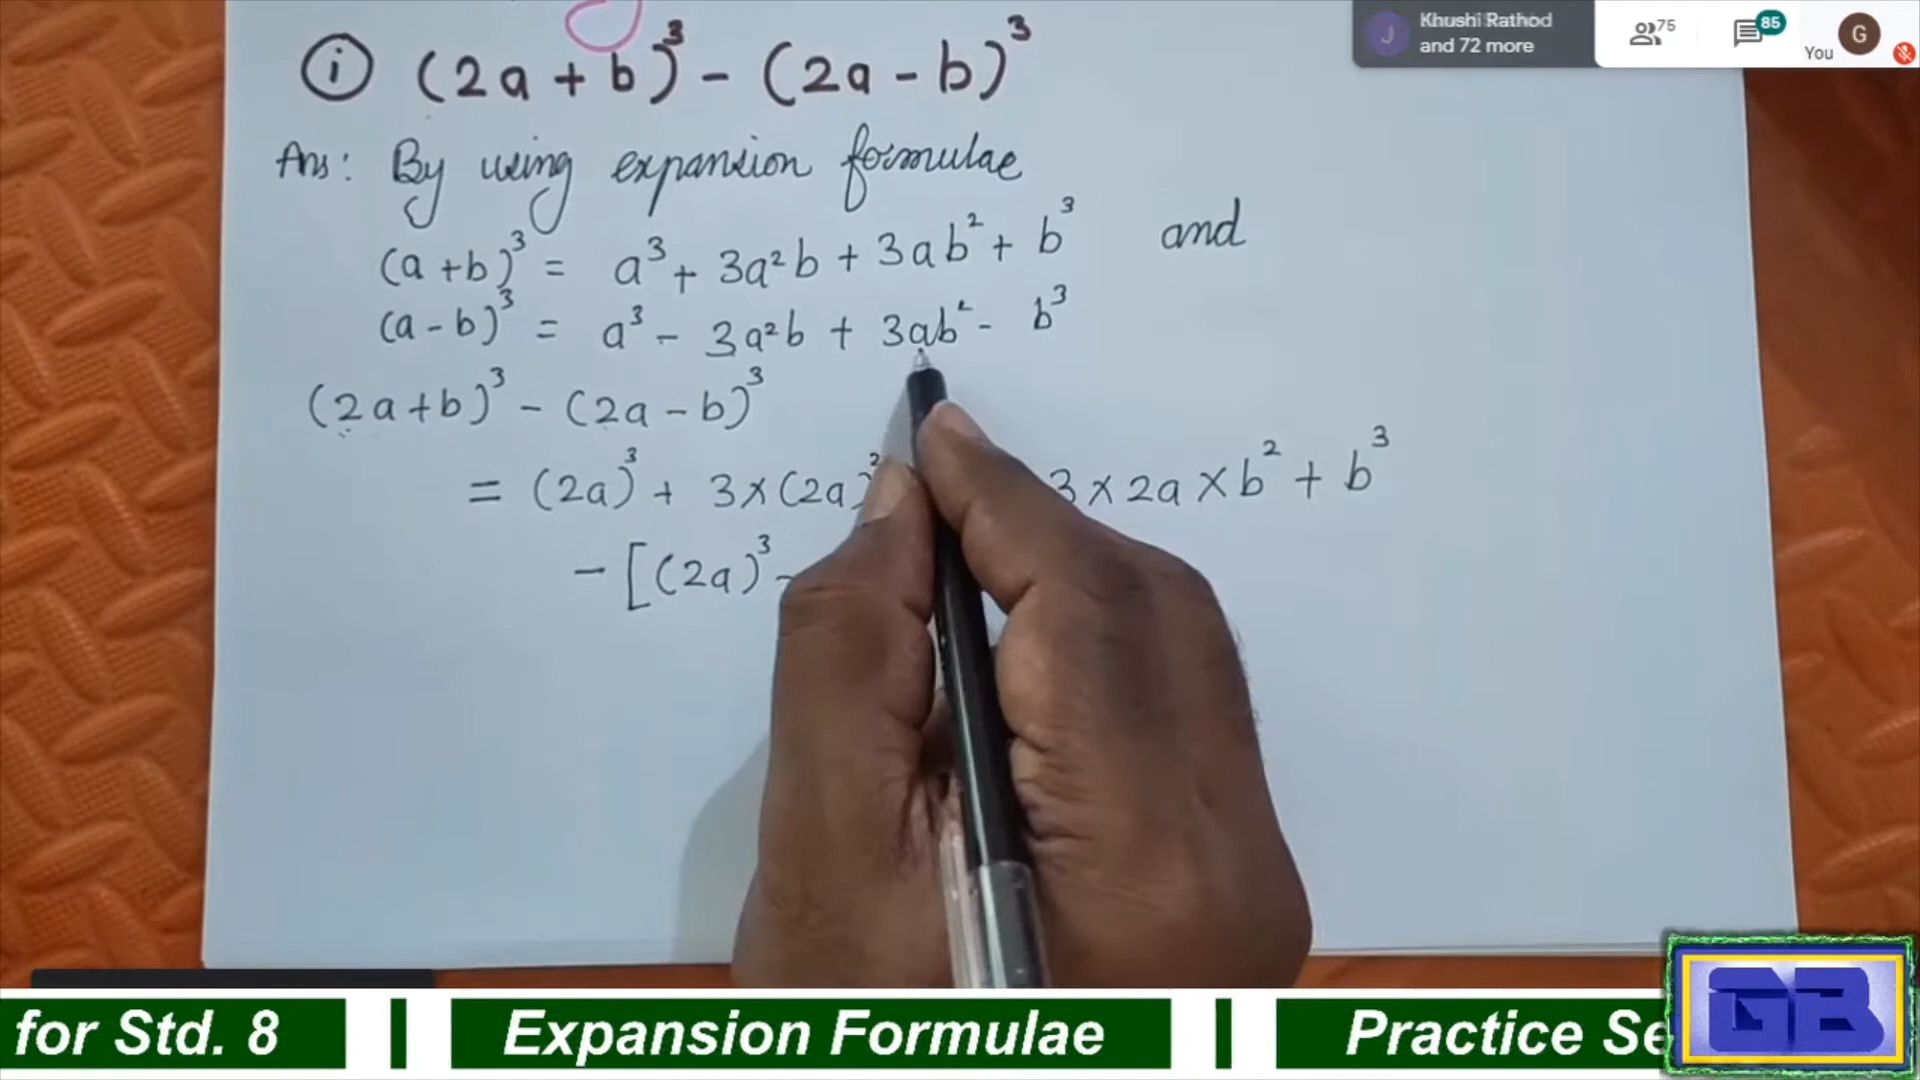 Khushi Rathod
and 72 more
75
85
You
G
J
i (2a + b)³ - (2a - b)³
Ans: By using expansion formulae
(a + b)³ = a³ + 3a²b + 3ab² + b³ and
(a - b)³ = a³ - 3a²b + 3ab² - b³
(2a + b)³ - (2a - b)³
= (2a)³ + 3 × (2a)² 3 × 2a × b² + b³
- [(2a)³ -
for Std. 8 | Expansion Formulae | Practice Se
GB